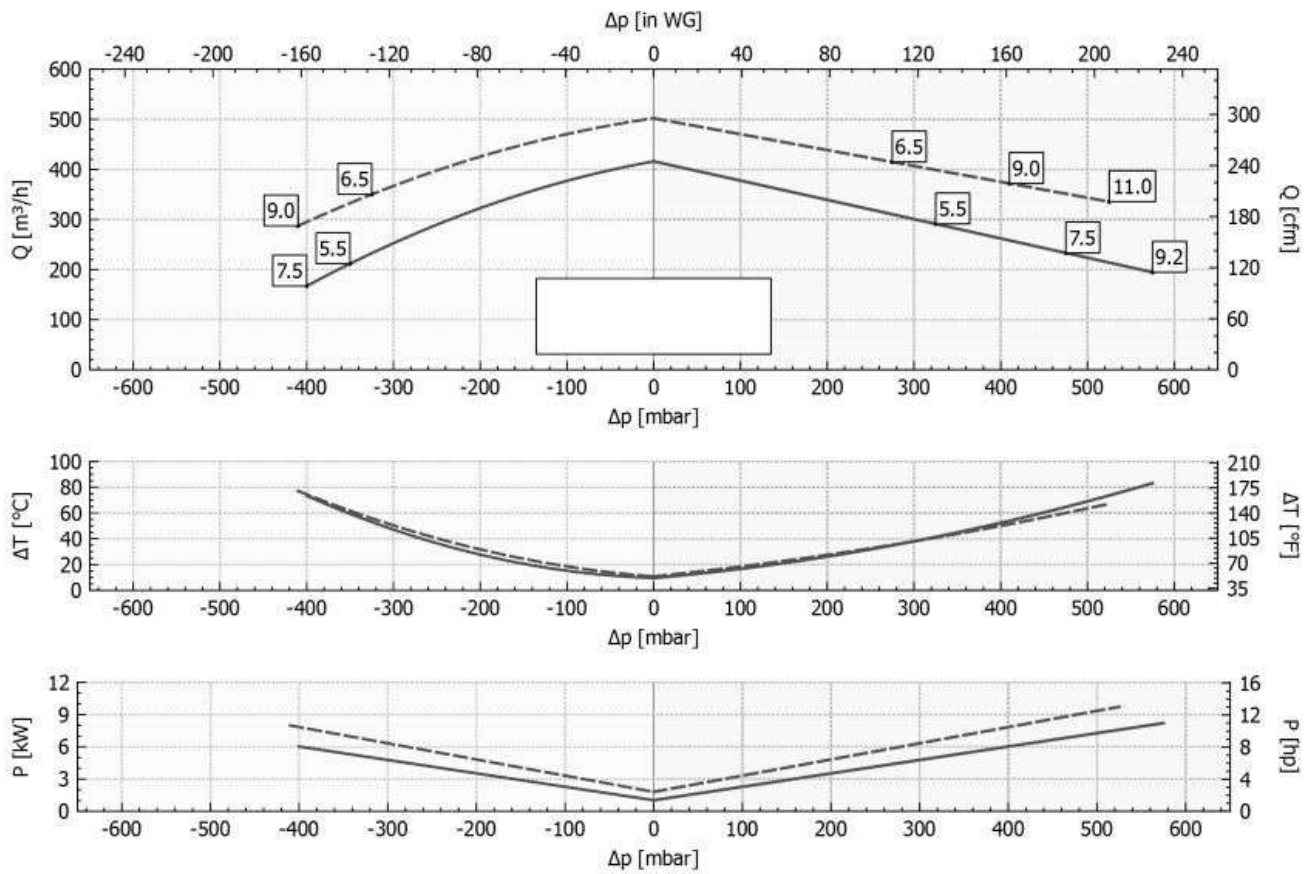 Δp [in WG]
-240 -200 -160 -120 -80 -40 0 40 80 120 160 200 240
Q [m³/h]
600
500
400
300
200
100
0
Q [cfm]
300
240
180
120
60
0
9.0 6.5 6.5 9.0 11.0
7.5 5.5 5.5 7.5 9.2
-600 -500 -400 -300 -200 -100 0 100 200 300 400 500 600
Δp [mbar]
ΔT [°C]
100
80
60
40
20
0
ΔT [°F]
210
175
140
105
70
35
-600 -500 -400 -300 -200 -100 0 100 200 300 400 500 600
Δp [mbar]
P [kW]
12
9
6
3
0
P [hp]
16
12
8
4
0
-600 -500 -400 -300 -200 -100 0 100 200 300 400 500 600
Δp [mbar]